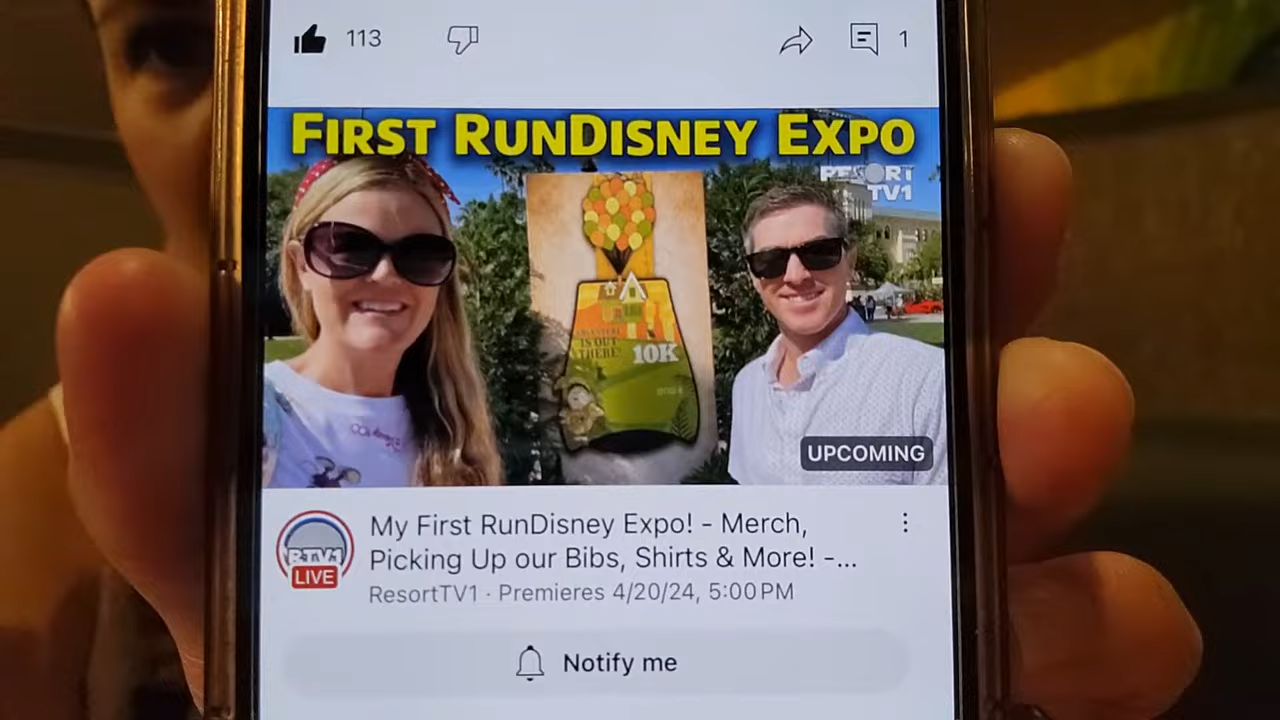 113
1
FIRST RUNDISNEY EXPO
RESORT
TV1
ADVENTURE
IS OUT
THERE!
10K
UPCOMING
My First RunDisney Expo! - Merch,
Picking Up our Bibs, Shirts & More! -...
RTV1
LIVE
ResortTV1 · Premieres 4/20/24, 5:00 PM
Notify me